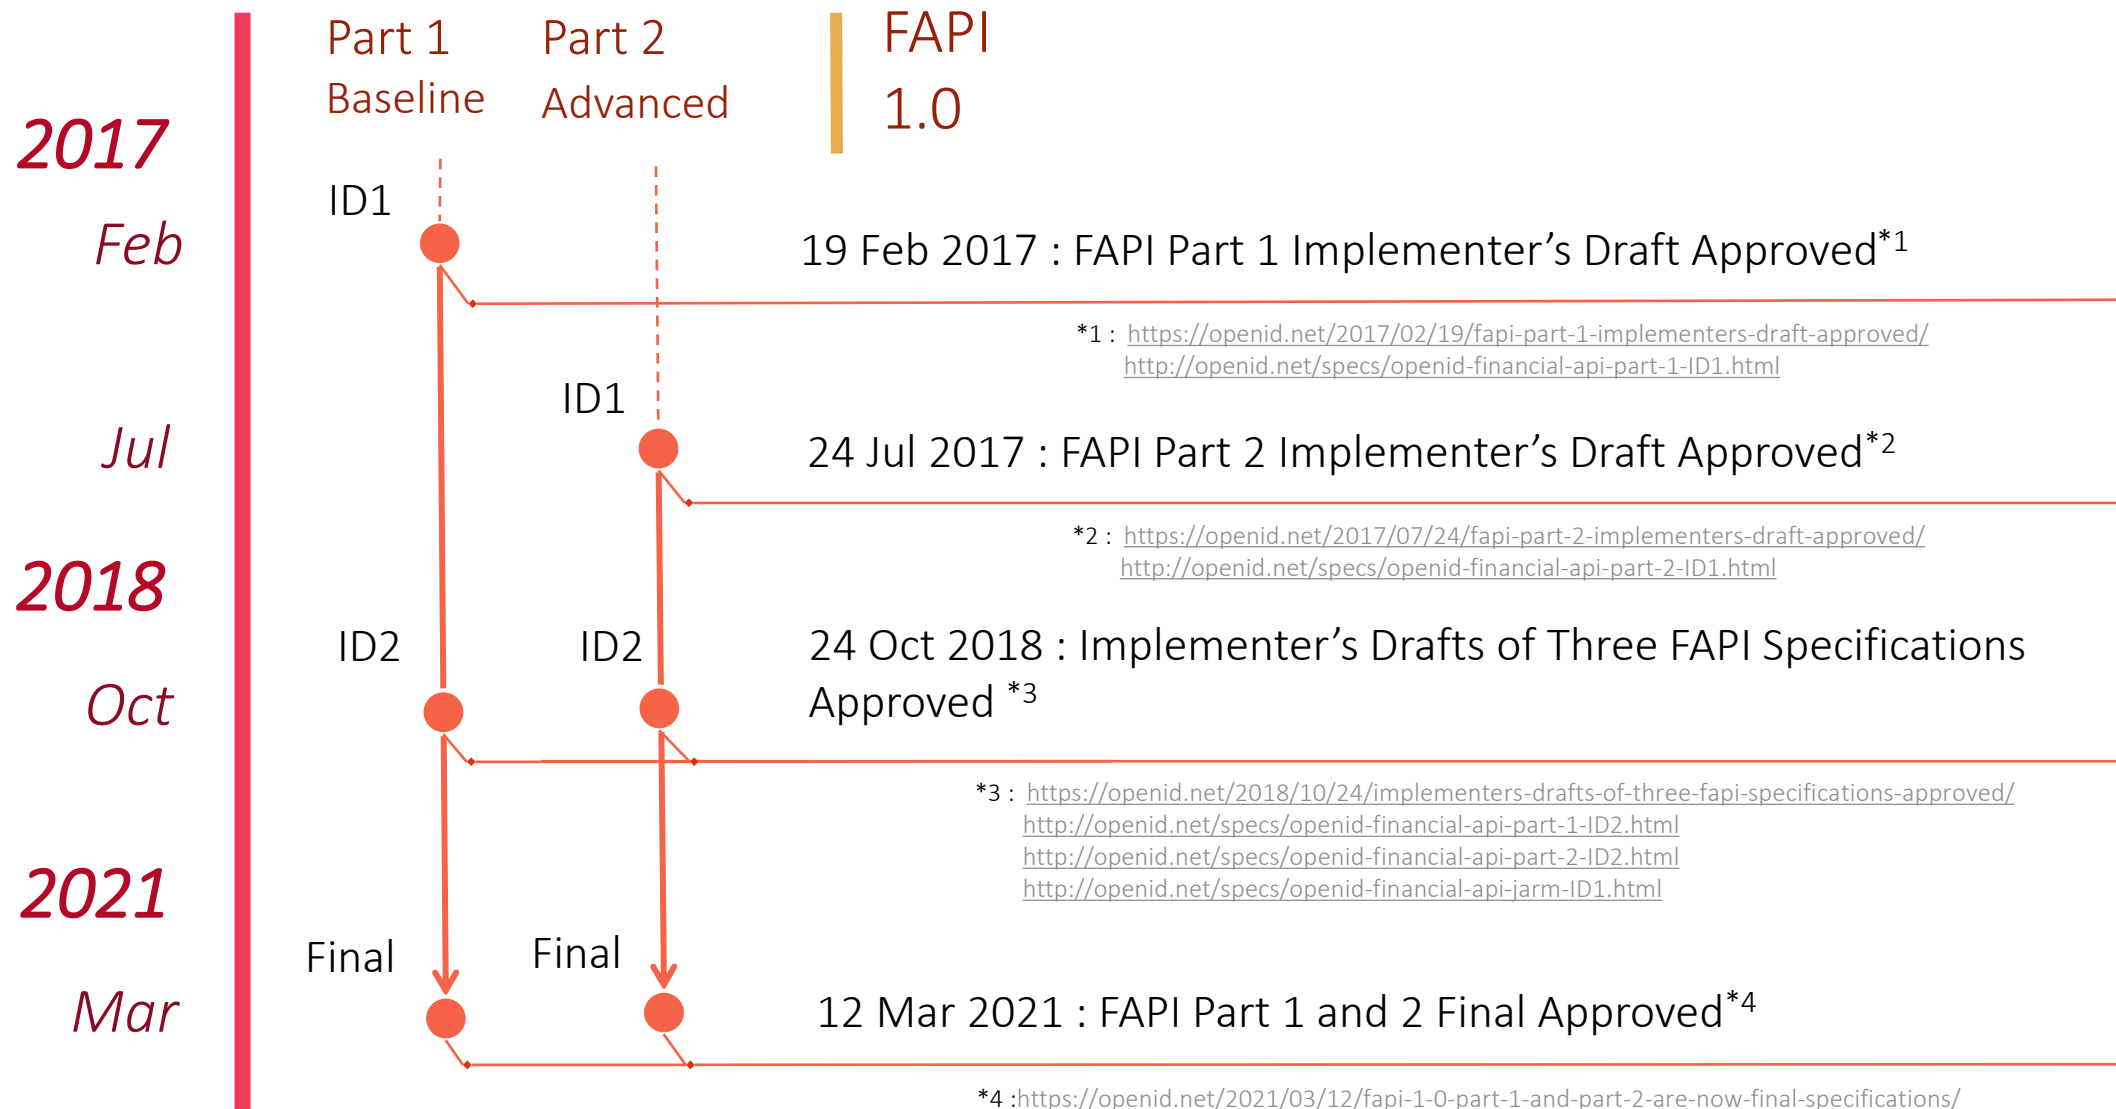 Part 1
Baseline
Part 2
Advanced
FAPI
1.0
2017
ID1
Feb
19 Feb 2017 : FAPI Part 1 Implementer’s Draft Approved*1
*1 : https://openid.net/2017/02/19/fapi-part-1-implementers-draft-approved/
http://openid.net/specs/openid-financial-api-part-1-ID1.html
ID1
Jul
24 Jul 2017 : FAPI Part 2 Implementer’s Draft Approved*2
*2 : https://openid.net/2017/07/24/fapi-part-2-implementers-draft-approved/
http://openid.net/specs/openid-financial-api-part-2-ID1.html
2018
ID2
ID2
Oct
24 Oct 2018 : Implementer’s Drafts of Three FAPI Specifications
Approved *3
*3 : https://openid.net/2018/10/24/implementers-drafts-of-three-fapi-specifications-approved/
http://openid.net/specs/openid-financial-api-part-1-ID2.html
http://openid.net/specs/openid-financial-api-part-2-ID2.html
http://openid.net/specs/openid-financial-api-jarm-ID1.html
2021
Final
Final
Mar
12 Mar 2021 : FAPI Part 1 and 2 Final Approved*4
*4 :https://openid.net/2021/03/12/fapi-1-0-part-1-and-part-2-are-now-final-specifications/